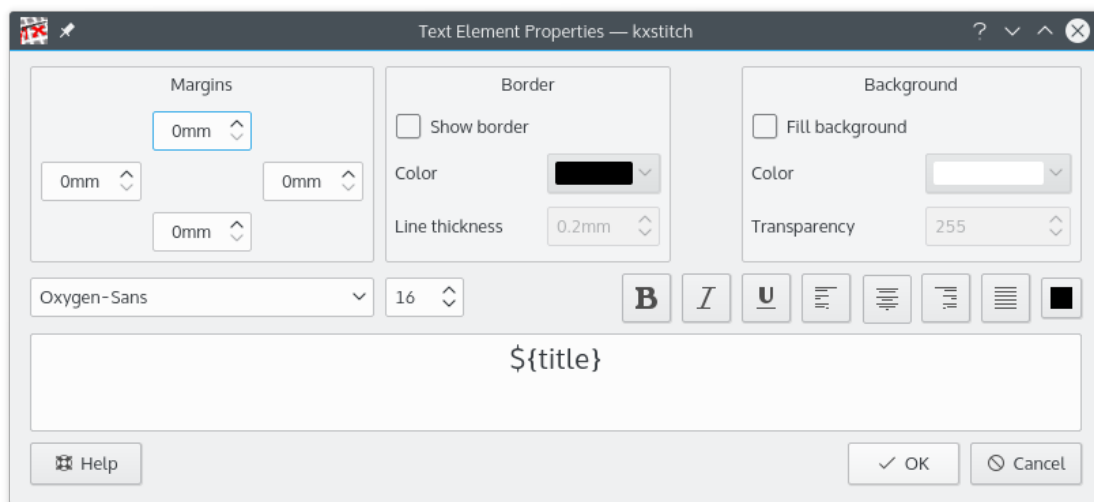 Text Element Properties — kxstitch
Margins
0mm
0mm
0mm
0mm
Border
Show border
Color
Line thickness
0.2mm
Background
Fill background
Color
Transparency
255
Oxygen-Sans
16
B
I
U
${title}
Help
OK
Cancel